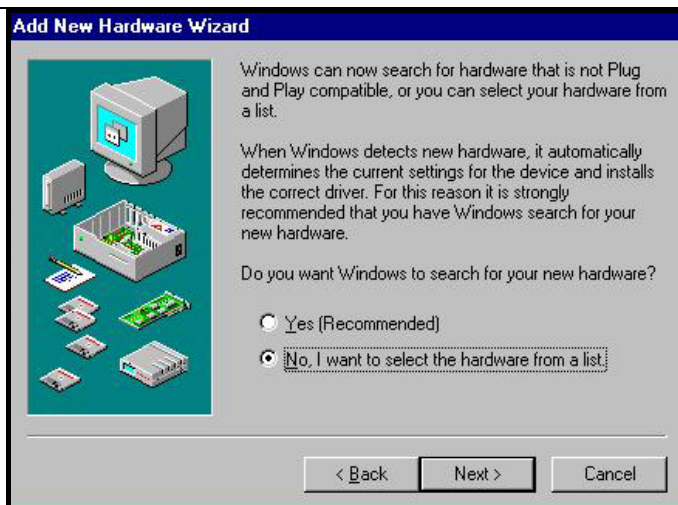 Add New Hardware Wizard
Windows can now search for hardware that is not Plug
and Play compatible, or you can select your hardware from
a list.
When Windows detects new hardware, it automatically
determines the current settings for the device and installs
the correct driver. For this reason it is strongly
recommended that you have Windows search for your
new hardware.
Do you want Windows to search for your new hardware?
Yes (Recommended)
No, I want to select the hardware from a list.
< Back Next > Cancel